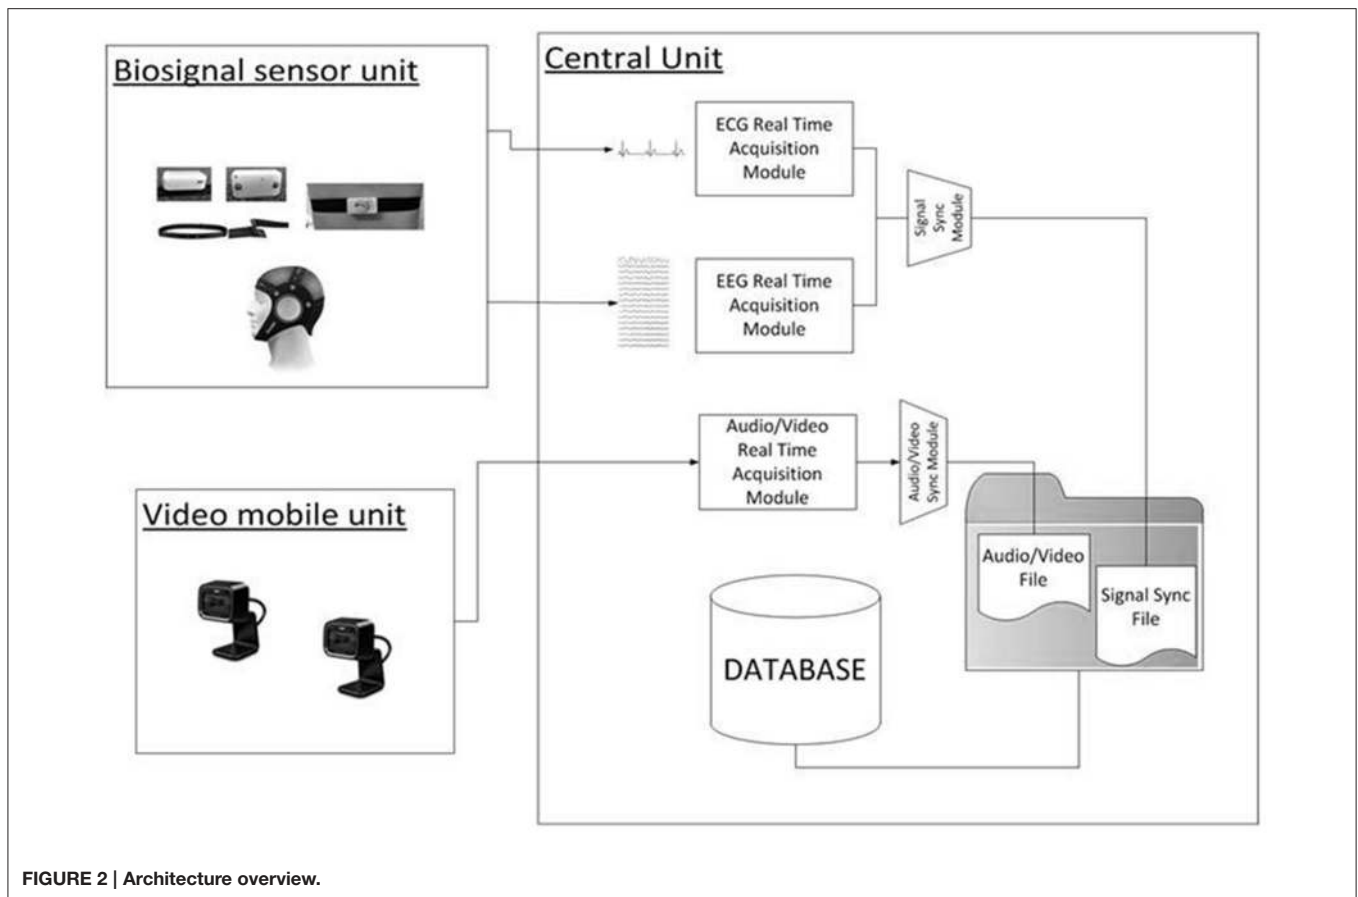 Biosignal sensor unit
Central Unit
ECG Real Time
Acquisition
Module
Signal
Sync
Module
EEG Real Time
Acquisition
Module
Audio/Video
Real Time
Acquisition
Module
Audio/Video
Sync Module
Video mobile unit
Audio/Video
File
Signal Sync
File
DATABASE
FIGURE 2 | Architecture overview.